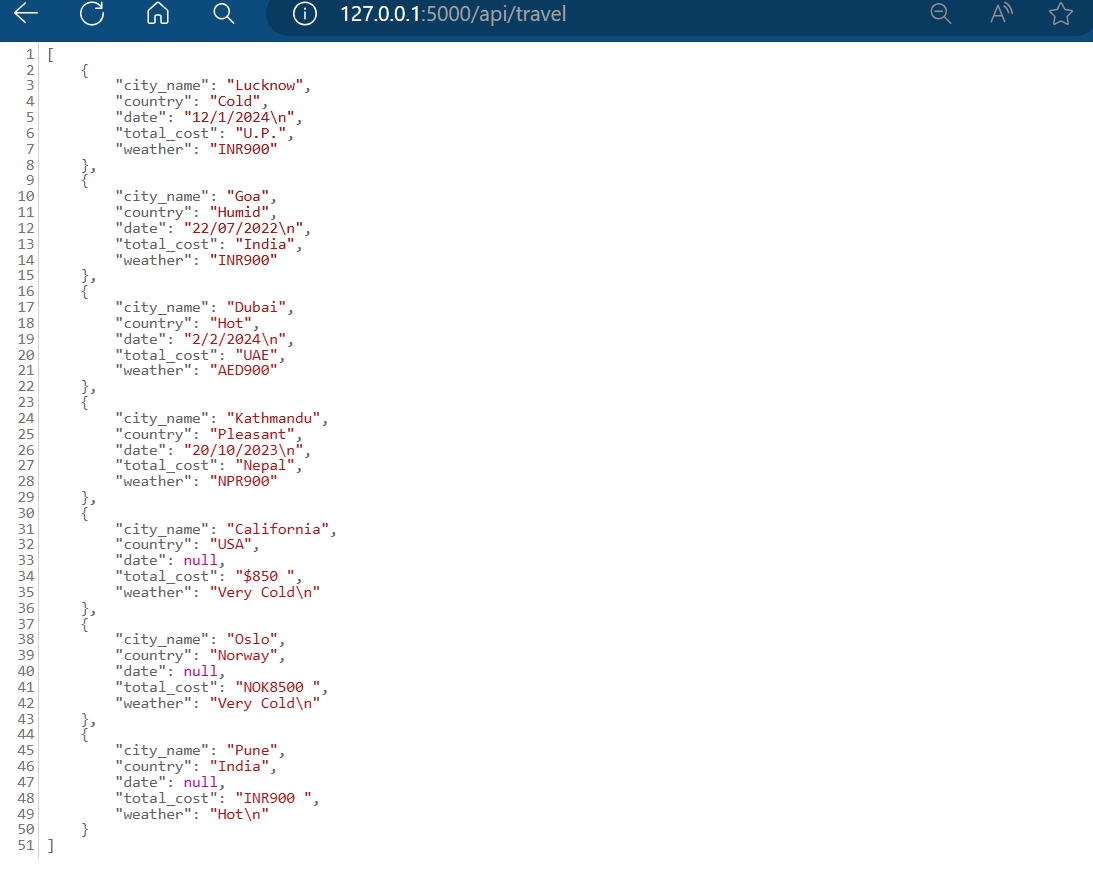 127.0.0.1:5000/api/travel
1 [
2     {
3         "city_name": "Lucknow",
4         "country": "Cold",
5         "date": "12/1/2024\n",
6         "total_cost": "U.P.",
7         "weather": "INR900"
8     },
9     {
10         "city_name": "Goa",
11         "country": "Humid",
12         "date": "22/07/2022\n",
13         "total_cost": "India",
14         "weather": "INR900"
15     },
16     {
17         "city_name": "Dubai",
18         "country": "Hot",
19         "date": "2/2/2024\n",
20         "total_cost": "UAE",
21         "weather": "AED900"
22     },
23     {
24         "city_name": "Kathmandu",
25         "country": "Pleasant",
26         "date": "20/10/2023\n",
27         "total_cost": "Nepal",
28         "weather": "NPR900"
29     },
30     {
31         "city_name": "California",
32         "country": "USA",
33         "date": null,
34         "total_cost": "$850 ",
35         "weather": "Very Cold\n"
36     },
37     {
38         "city_name": "Oslo",
39         "country": "Norway",
40         "date": null,
41         "total_cost": "NOK8500 ",
42         "weather": "Very Cold\n"
43     },
44     {
45         "city_name": "Pune",
46         "country": "India",
47         "date": null,
48         "total_cost": "INR900 ",
49         "weather": "Hot\n"
50     }
51 ]